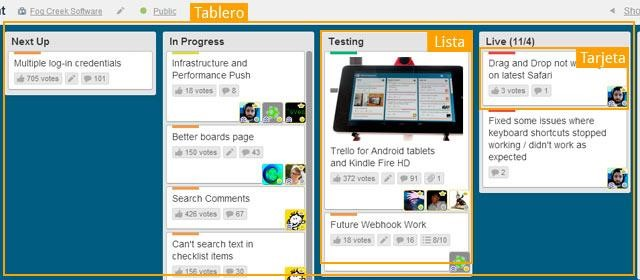 nt Fog Creek Software Public Tablero Sho
Next Up
Multiple log-in credentials
705 votes 101
In Progress
Infrastructure and
Performance Push
18 votes 8
Better boards page
150 votes 43
Search Comments
426 votes 67
Can't search text in
checklist items
156 votes 30
Testing
Lista
Trello for Android tablets
and Kindle Fire HD
372 votes 91 1
Future Webhook Work
18 votes 16 8/10
Live (11/4)
Tarjeta
Drag and Drop not w g
on latest Safari
3 votes 1
Fixed some issues where
keyboard shortcuts stopped
working / didn't work as
expected
2